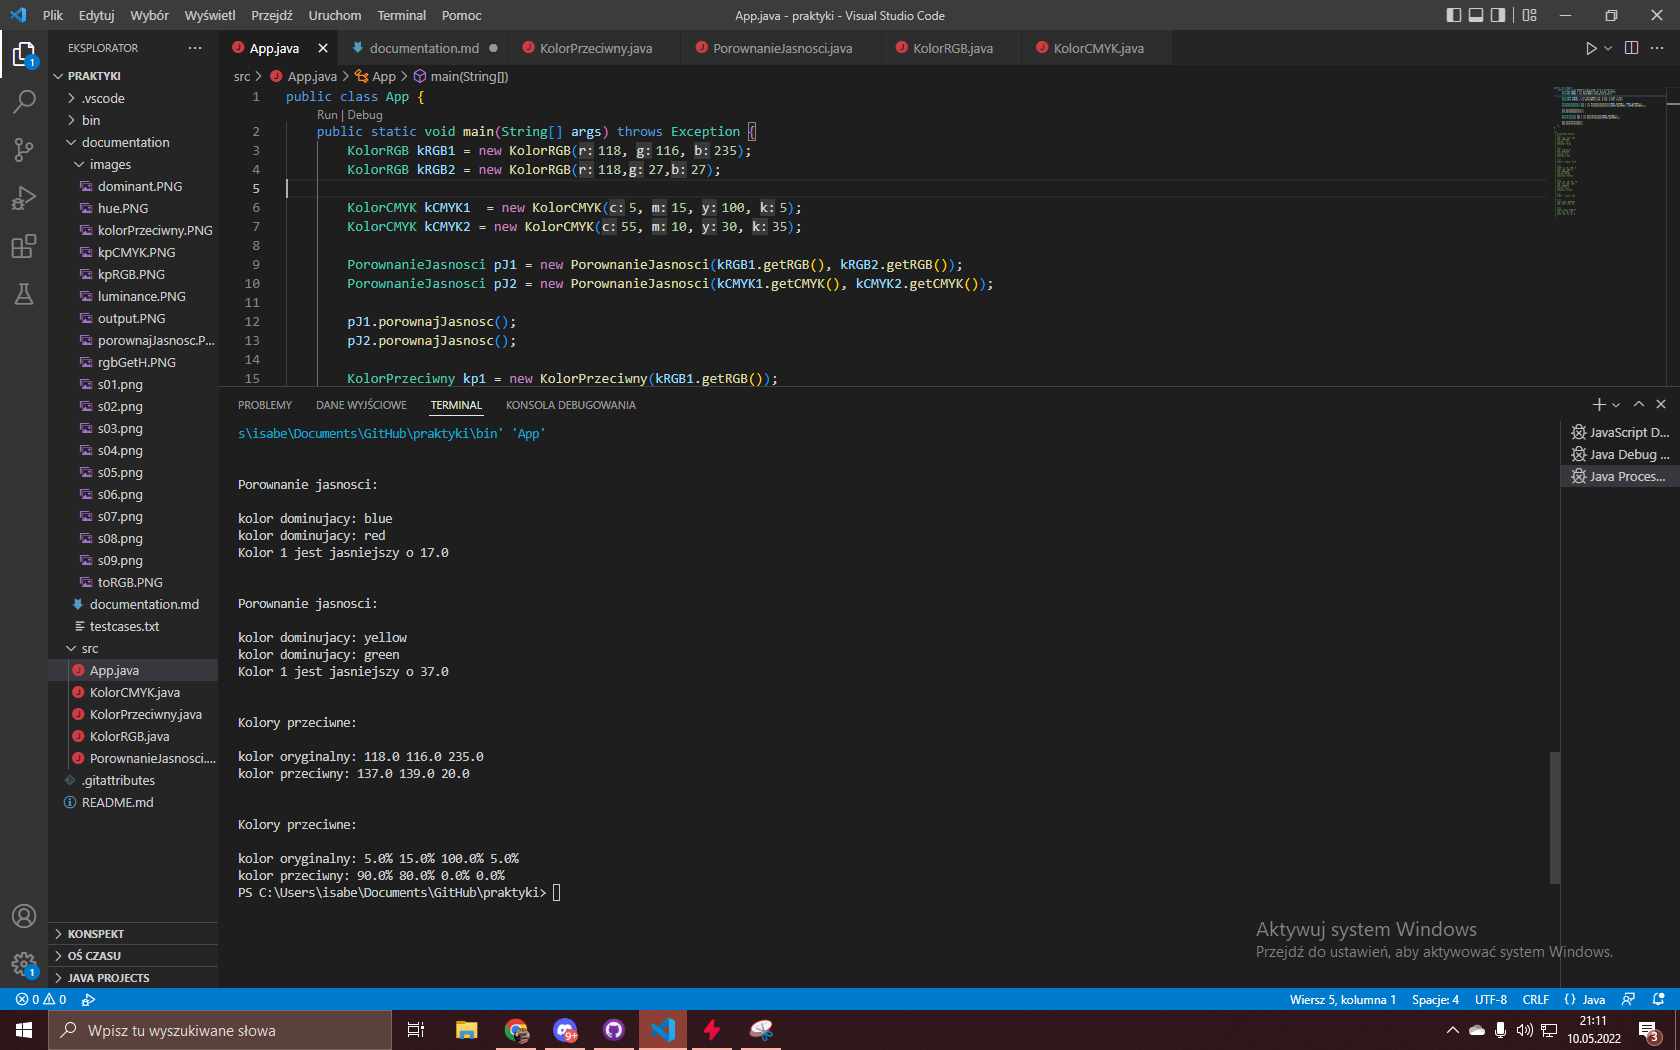 Plik Edytuj Wybór Wyświetl Przejdź Uruchom Terminal Pomoc
App.java - praktyki - Visual Studio Code
EKSPLORATOR
PRAKTYKI
.vscode
bin
documentation
images
dominant.PNG
hue.PNG
kolorPrzeciwny.PNG
kpCMYK.PNG
kpRGB.PNG
luminance.PNG
output.PNG
porownajJasnosc.P...
rgbGetH.PNG
s01.png
s02.png
s03.png
s04.png
s05.png
s06.png
s07.png
s08.png
s09.png
toRGB.PNG
documentation.md
testcases.txt
src
App.java
KolorCMYK.java
KolorPrzeciwny.java
KolorRGB.java
PorownanieJasnosci....
.gitattributes
README.md
KONSPEKT
OŚ CZASU
JAVA PROJECTS
App.java documentation.md KolorPrzeciwny.java PorownanieJasnosci.java KolorRGB.java KolorCMYK.java
src > App.java > App > main(String[])
1 public class App {
Run | Debug
2 public static void main(String[] args) throws Exception {
3 KolorRGB kRGB1 = new KolorRGB(r: 118, g: 116, b: 235);
4 KolorRGB kRGB2 = new KolorRGB(r: 118,g: 27,b: 27);
5
6 KolorCMYK kCMYK1  = new KolorCMYK(c: 5, m: 15, y: 100, k: 5);
7 KolorCMYK kCMYK2 = new KolorCMYK(c: 55, m: 10, y: 30, k: 35);
8
9 PorownanieJasnosci pJ1 = new PorownanieJasnosci(kRGB1.getRGB(), kRGB2.getRGB());
10 PorownanieJasnosci pJ2 = new PorownanieJasnosci(kCMYK1.getCMYK(), kCMYK2.getCMYK());
11
12 pJ1.porownajJasnosc();
13 pJ2.porownajJasnosc();
14
15 KolorPrzeciwny kp1 = new KolorPrzeciwny(kRGB1.getRGB());
PROBLEMY DANE WYJŚCIOWE TERMINAL KONSOLA DEBUGOWANIA
s\isabe\Documents\GitHub\praktyki\bin' 'App'
Porownanie jasnosci:
kolor dominujacy: blue
kolor dominujacy: red
Kolor 1 jest jasniejszy o 17.0
Porownanie jasnosci:
kolor dominujacy: yellow
kolor dominujacy: green
Kolor 1 jest jasniejszy o 37.0
Kolory przeciwne:
kolor oryginalny: 118.0 116.0 235.0
kolor przeciwny: 137.0 139.0 20.0
Kolory przeciwne:
kolor oryginalny: 5.0% 15.0% 100.0% 5.0%
kolor przeciwny: 90.0% 80.0% 0.0% 0.0%
PS C:\Users\isabe\Documents\GitHub\praktyki>
JavaScript D...
Java Debug ...
Java Proces...
Aktywuj system Windows
Przejdź do ustawień, aby aktywować system Windows.
1
1
0 0
Wiersz 5, kolumna 1 Spacje: 4 UTF-8 CRLF {} Java
Wpisz tu wyszukiwane słowa
9+
21:11
10.05.2022
3